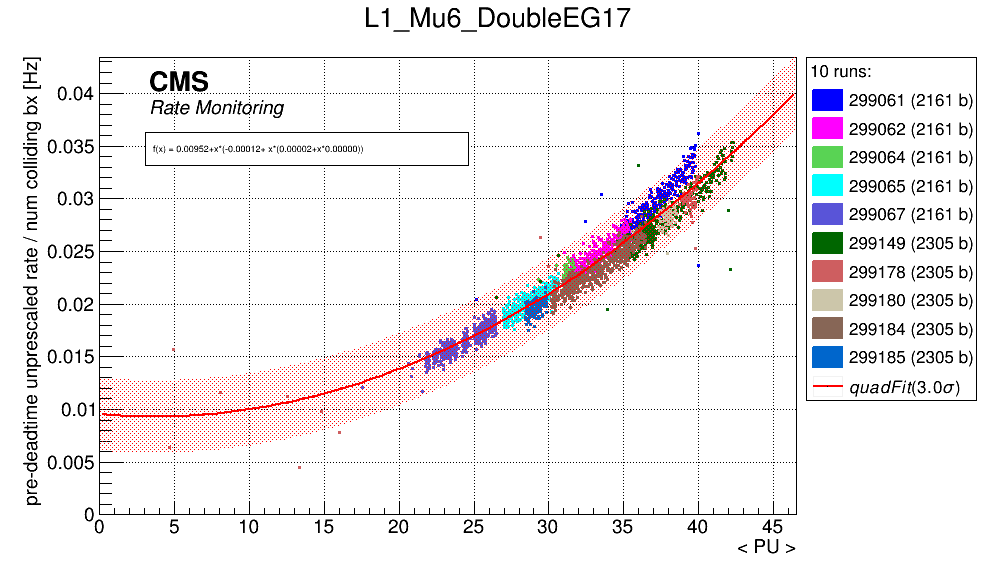 L1_Mu6_DoubleEG17
CMS
Rate Monitoring
f(x) = 0.00952+x*(-0.00012+ x*(0.00002+x*0.00000))
pre-deadtime unprescaled rate / num colliding bx [Hz]
0.04
0.035
0.03
0.025
0.02
0.015
0.01
0.005
0
0 5 10 15 20 25 30 35 40 45
< PU >
10 runs:
299061 (2161 b)
299062 (2161 b)
299064 (2161 b)
299065 (2161 b)
299067 (2161 b)
299149 (2305 b)
299178 (2305 b)
299180 (2305 b)
299184 (2305 b)
299185 (2305 b)
quadFit(3.0σ)